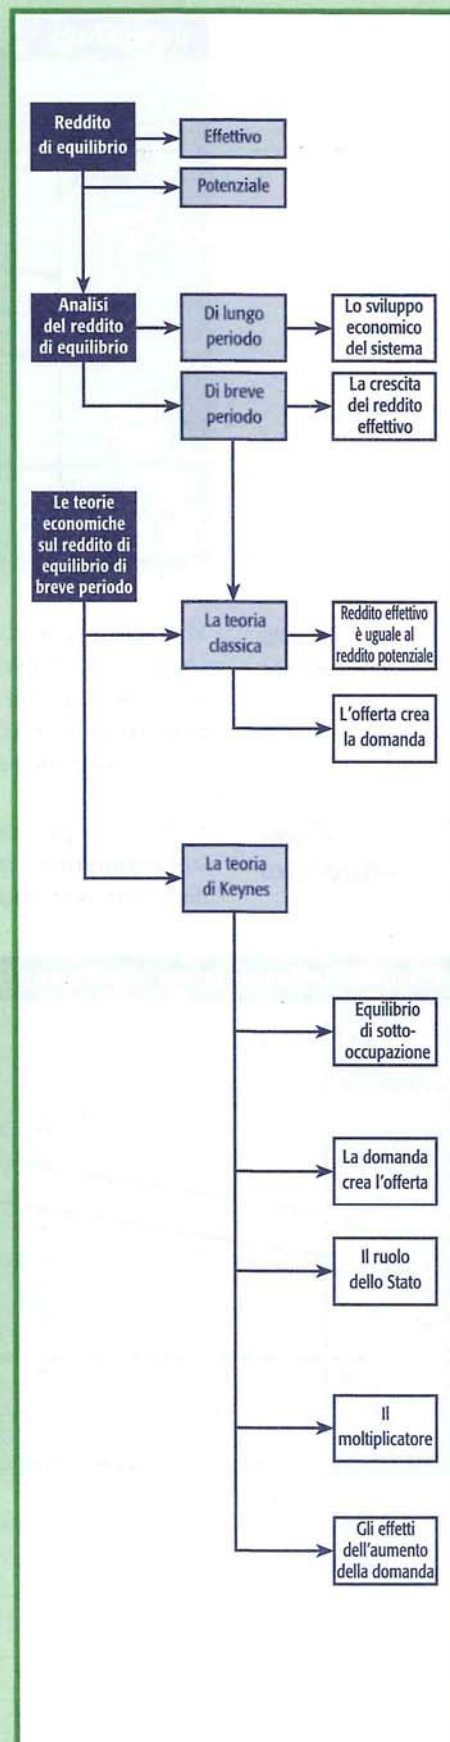 Reddito
di equilibrio
Effettivo
Potenziale
Analisi
del reddito
di equilibrio
Di lungo
periodo
Lo sviluppo
economico
del sistema
Di breve
periodo
La crescita
del reddito
effettivo
Le teorie
economiche
sul reddito di
equilibrio di
breve periodo
La teoria
classica
Reddito effettivo
è uguale al
reddito potenziale
L'offerta crea
la domanda
La teoria
di Keynes
Equilibrio
di sotto-
occupazione
La domanda
crea l'offerta
Il ruolo
dello Stato
Il
moltiplicatore
Gli effetti
dell'aumento
della domanda